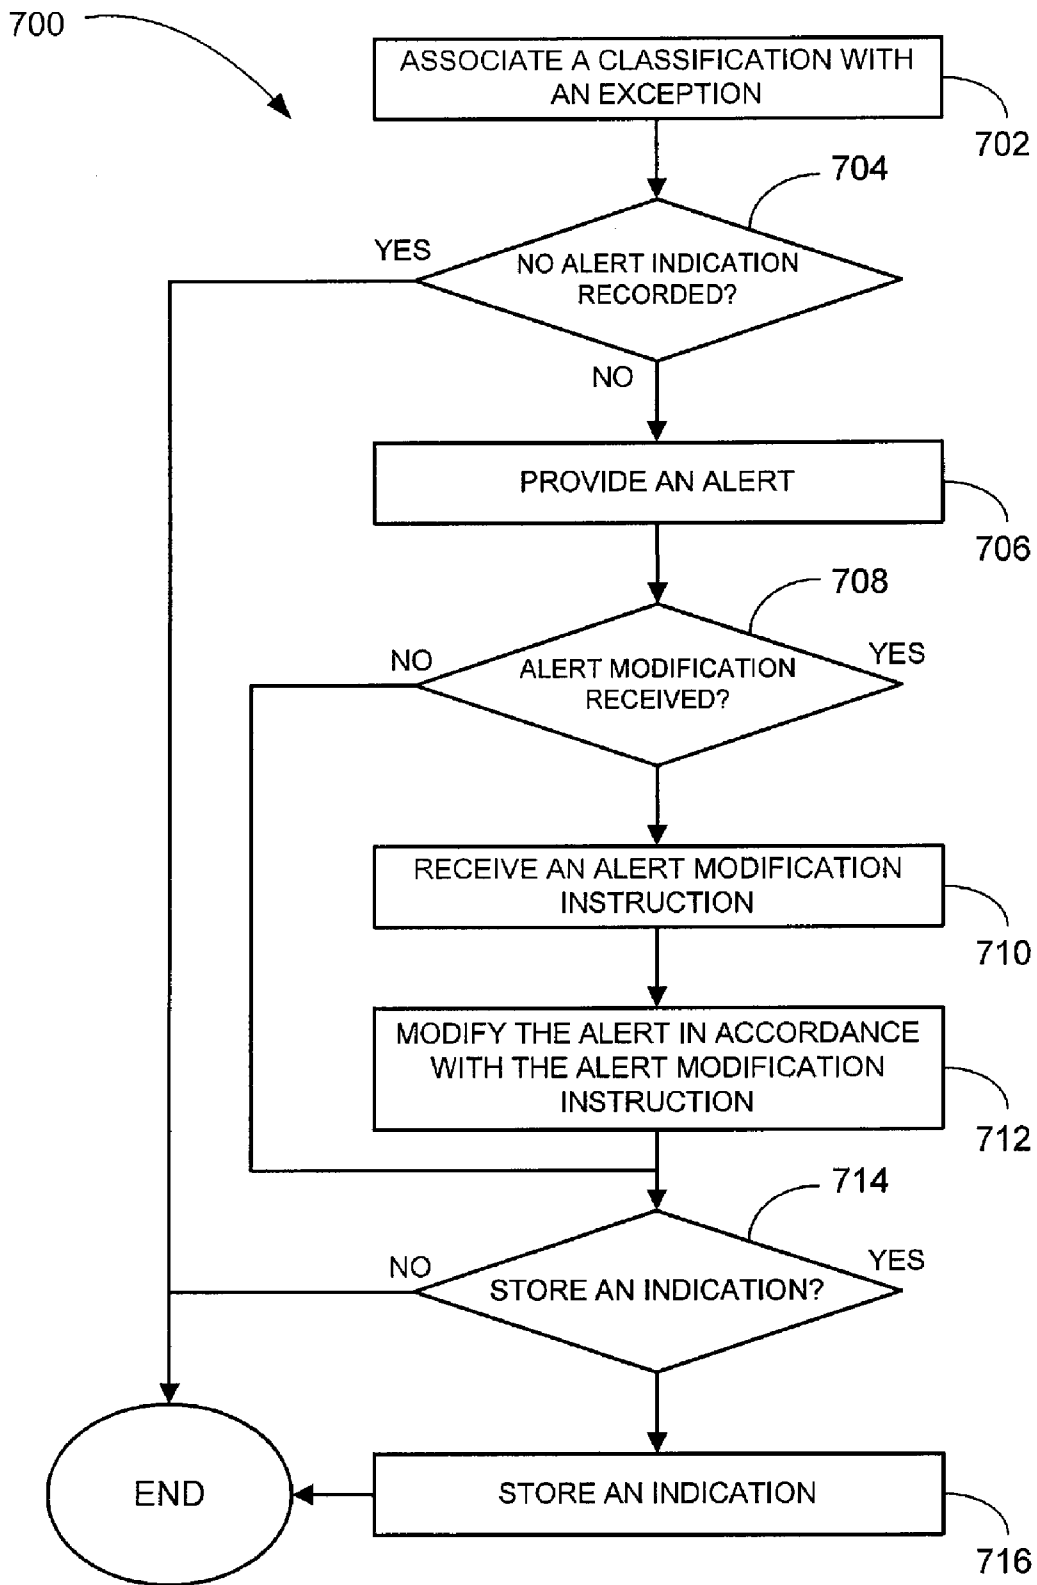 700
ASSOCIATE A CLASSIFICATION WITH
AN EXCEPTION
702
704
YES
NO ALERT INDICATION
RECORDED?
NO
PROVIDE AN ALERT
706
708
NO
YES
ALERT MODIFICATION
RECEIVED?
RECEIVE AN ALERT MODIFICATION
INSTRUCTION
710
MODIFY THE ALERT IN ACCORDANCE
WITH THE ALERT MODIFICATION
INSTRUCTION
712
714
NO
YES
STORE AN INDICATION?
END
STORE AN INDICATION
716